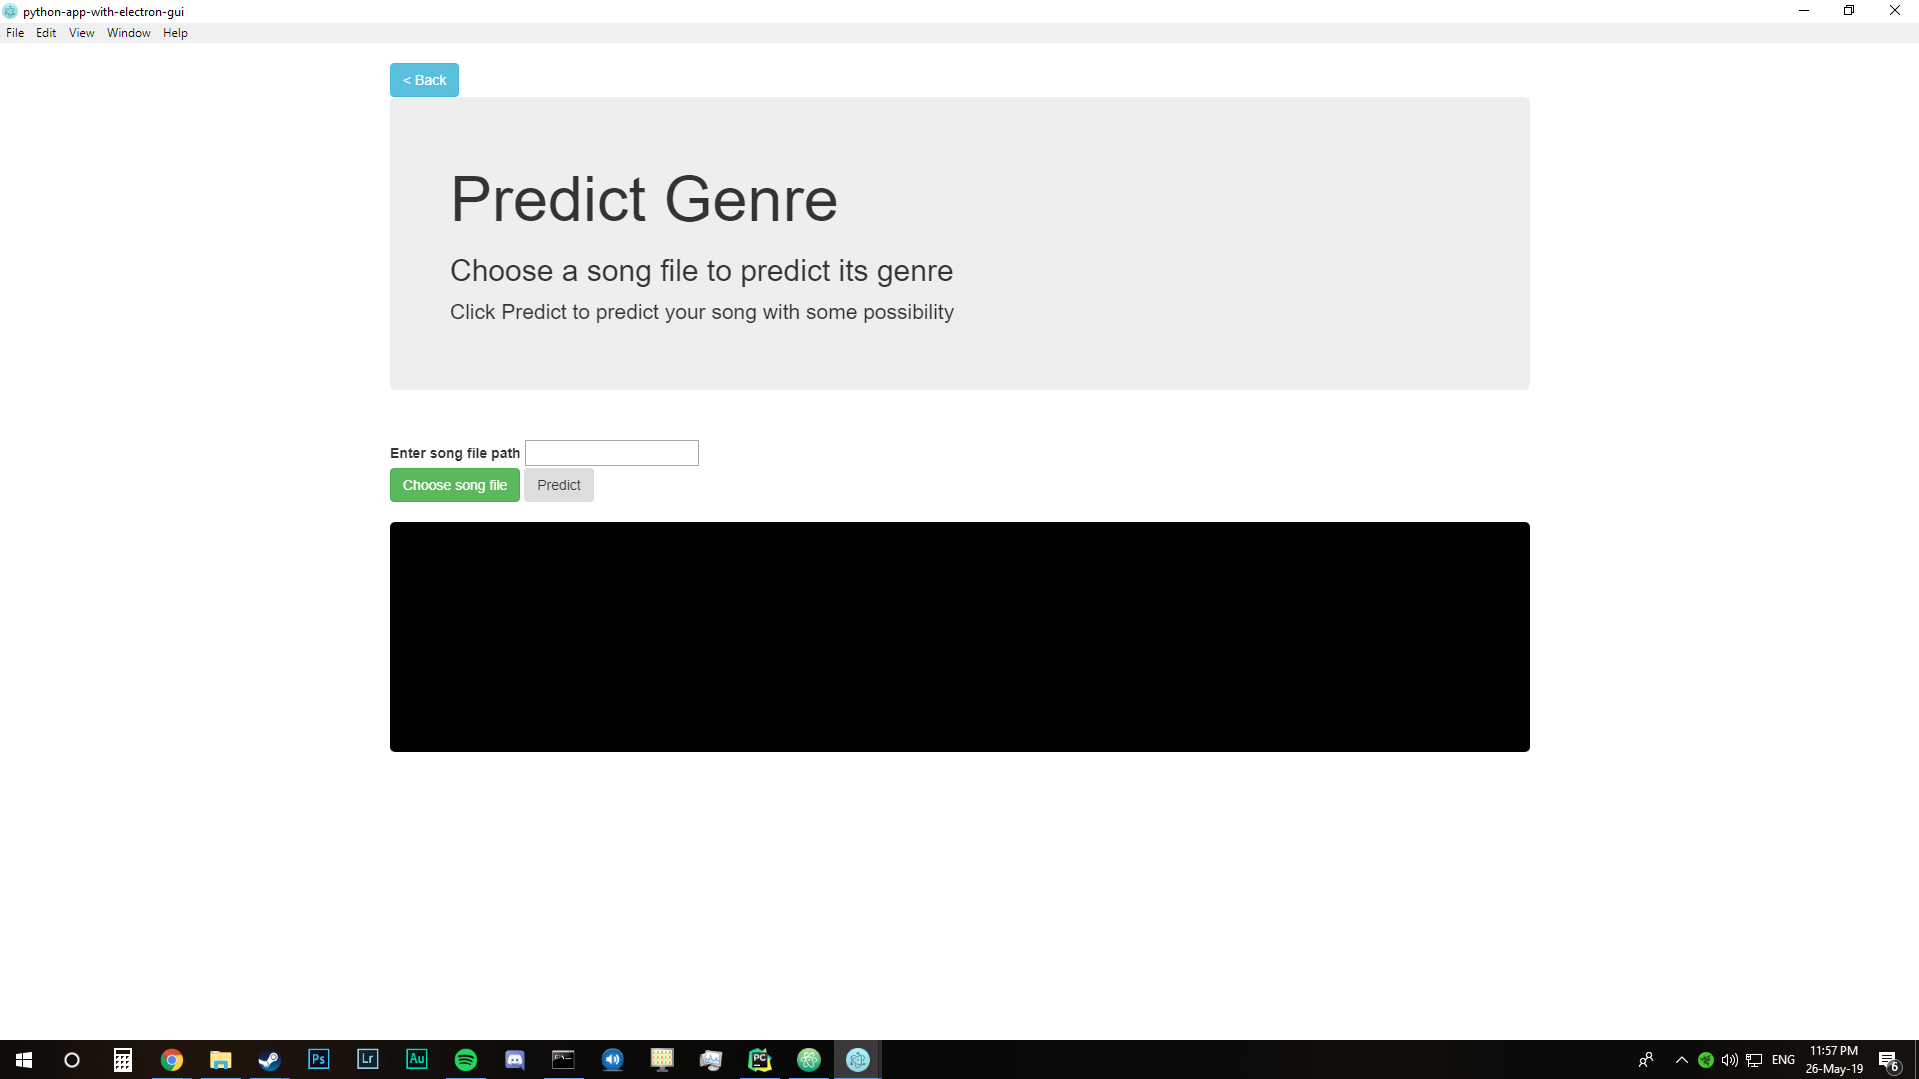 python-app-with-electron-gui
File Edit View Window Help
< Back
Predict Genre
Choose a song file to predict its genre
Click Predict to predict your song with some possibility
Enter song file path
Choose song file Predict
Ps Lr Au C:\. PC
ENG
11:57 PM
26-May-19
6